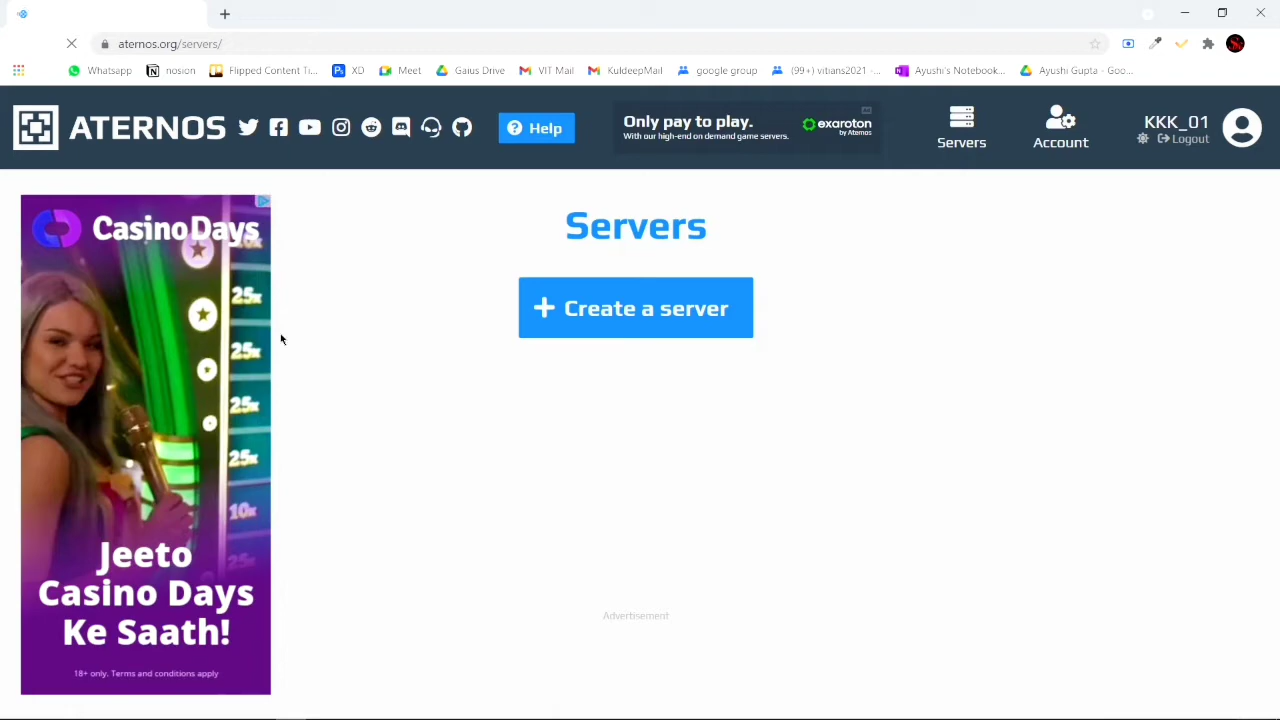 aternos.org/servers/
Whatsapp
nosion
Flipped Content Ti...
XD
Meet
Gaius Drive
VIT Mail
KuldeepMail
google group
(99+) vitians2021 -...
Ayushi's Notebook...
Ayushi Gupta - Goo...
ATERNOS
Help
Only pay to play.
With our high-end on demand game servers.
exaroton
by Aternos
AD
Servers
Account
KKK_01
Logout
CasinoDays
25x
25x
25x
25x
10x
25x
Jeeto
Casino Days
Ke Saath!
18+ only. Terms and conditions apply
Servers
+ Create a server
Advertisement